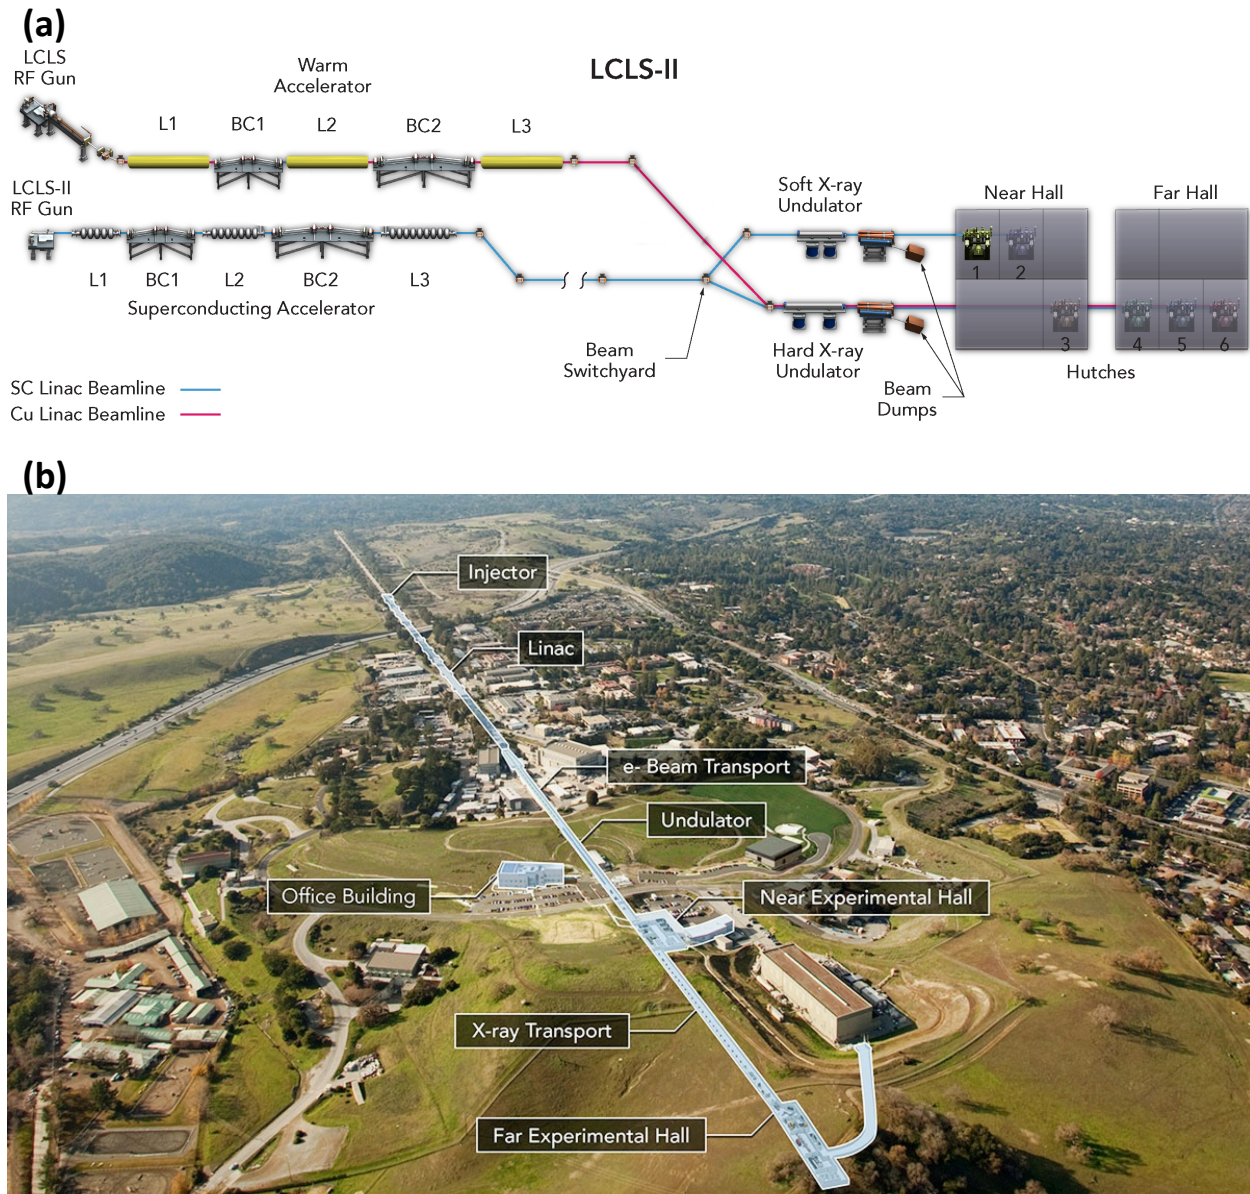 (a)
LCLS
RF Gun
Warm
Accelerator
LCLS-II
L1
BC1
L2
BC2
L3
LCLS-II
RF Gun
L1
BC1
L2
BC2
L3
Superconducting Accelerator
Soft X-ray
Undulator
Near Hall
Far Hall
1
2
3
4
5
6
Beam
Switchyard
Hard X-ray
Undulator
Beam
Dumps
Hutches
SC Linac Beamline
Cu Linac Beamline
(b)
Injector
Linac
e- Beam Transport
Undulator
Office Building
Near Experimental Hall
X-ray Transport
Far Experimental Hall